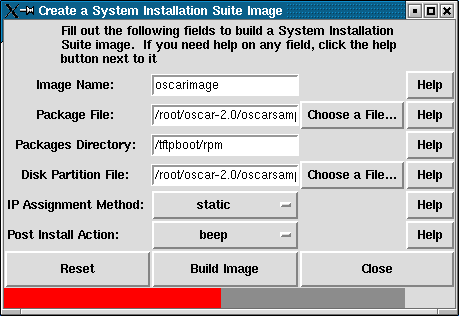 Create a System Installation Suite Image
Fill out the following fields to build a System Installation
Suite image. If you need help on any field, click the help
button next to it
Image Name: oscarimage Help
Package File: /root/oscar-2.0/oscarsamp Choose a File... Help
Packages Directory: /tftpboot/rpm Help
Disk Partition File: /root/oscar-2.0/oscarsamp Choose a File... Help
IP Assignment Method: static Help
Post Install Action: beep Help
Reset Build Image Close